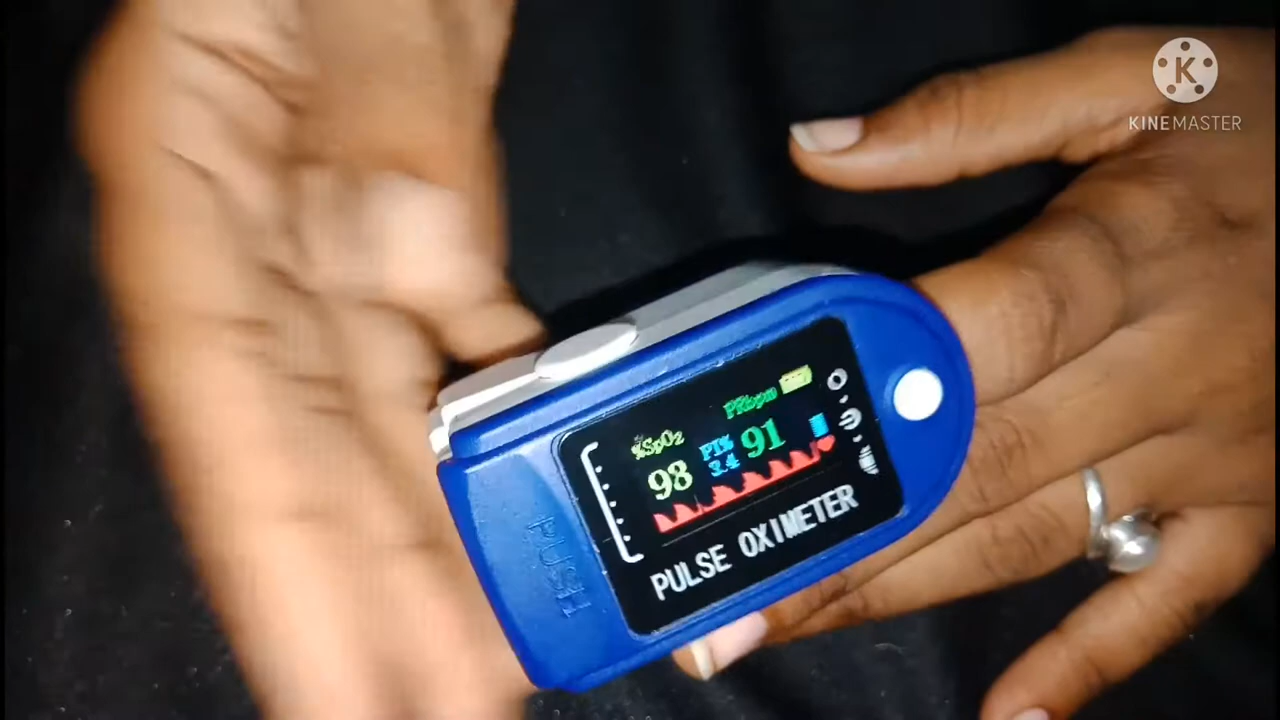 KINEMASTER
%SpO2
PI%
PRbpm
98
3.4
91
PULSE OXIMETER
PUSH